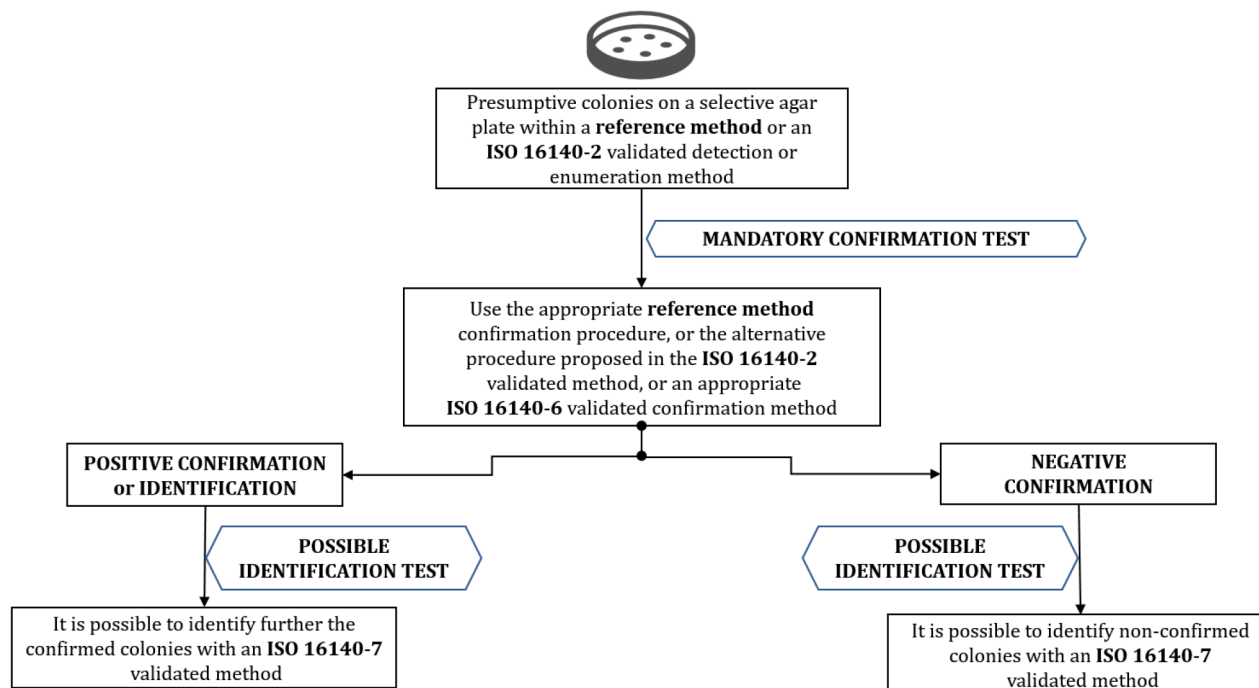 Presumptive colonies on a selective agar
plate within a reference method or an
ISO 16140-2 validated detection or
enumeration method
MANDATORY CONFIRMATION TEST
Use the appropriate reference method
confirmation procedure, or the alternative
procedure proposed in the ISO 16140-2
validated method, or an appropriate
ISO 16140-6 validated confirmation method
POSITIVE CONFIRMATION
or IDENTIFICATION
NEGATIVE
CONFIRMATION
POSSIBLE
IDENTIFICATION TEST
POSSIBLE
IDENTIFICATION TEST
It is possible to identify further the
confirmed colonies with an ISO 16140-7
validated method
It is possible to identify non-confirmed
colonies with an ISO 16140-7
validated method